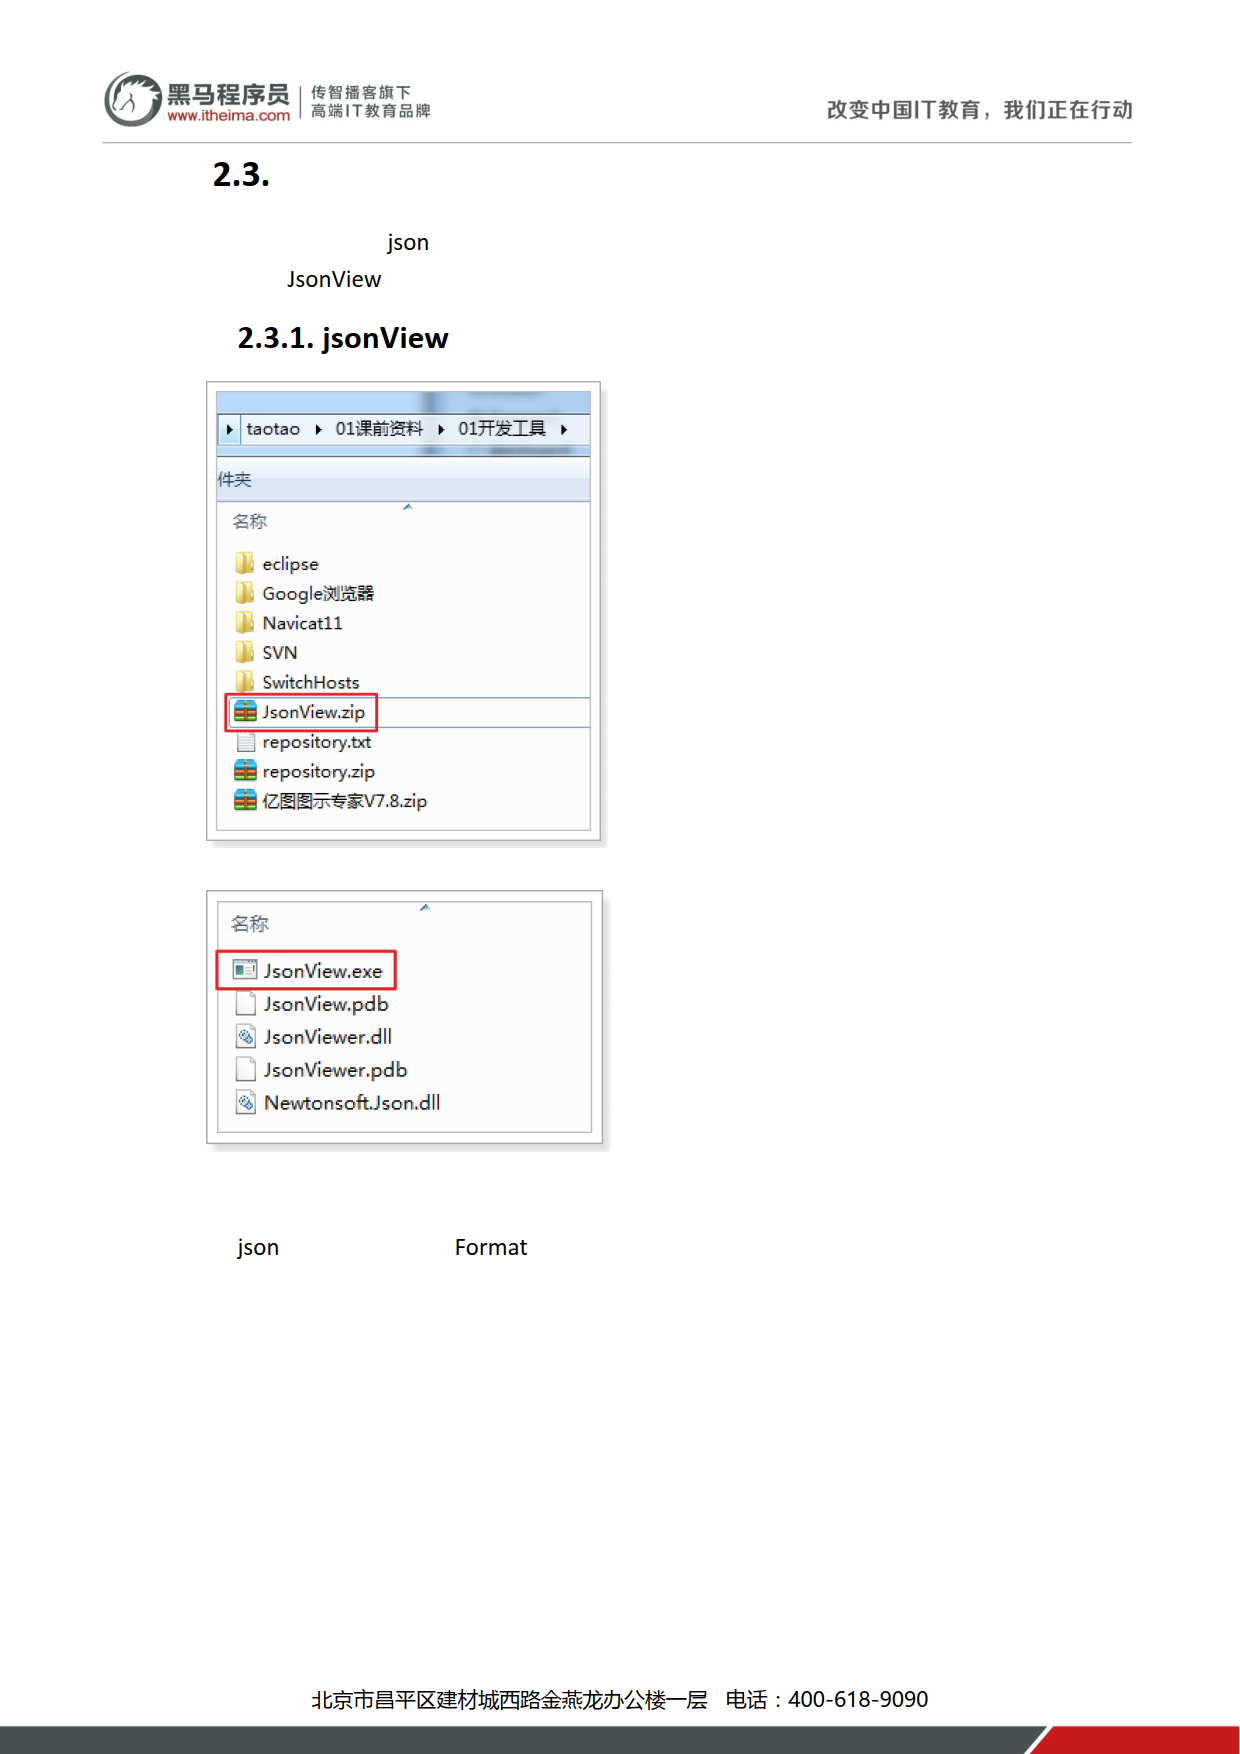 黑马程序员
www.itheima.com
传智播客旗下
高端IT教育品牌
改变中国IT教育，我们正在行动
2.3.
json
JsonView
2.3.1. jsonView
taotao 01课前资料 01开发工具
件夹
名称
eclipse
Google浏览器
Navicat11
SVN
SwitchHosts
JsonView.zip
repository.txt
repository.zip
亿图图示专家V7.8.zip
名称
JsonView.exe
JsonView.pdb
JsonViewer.dll
JsonViewer.pdb
Newtonsoft.Json.dll
json Format
北京市昌平区建材城西路金燕龙办公楼一层 电话：400-618-9090